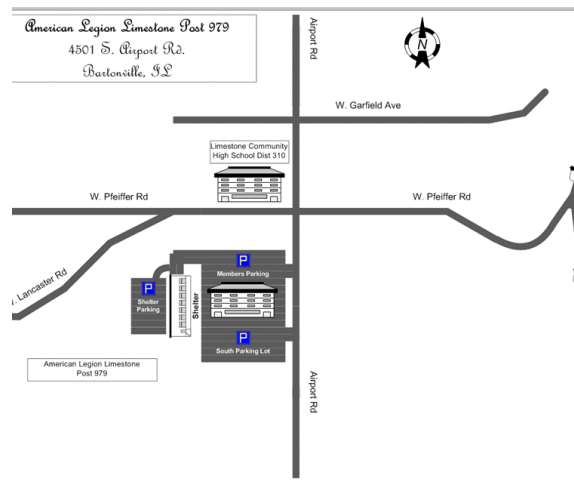 American Legion Limestone Post 979
4501 S. Airport Rd.
Bartonville, IL
Airport Rd
N
W. Garfield Ave
Limestone Community
High School Dist 310
W. Pfeiffer Rd
W. Pfeiffer Rd
Lancaster Rd
P
Members Parking
P
Shelter
Parking
Shelter
P
South Parking Lot
American Legion Limestone
Post 979
Airport Rd